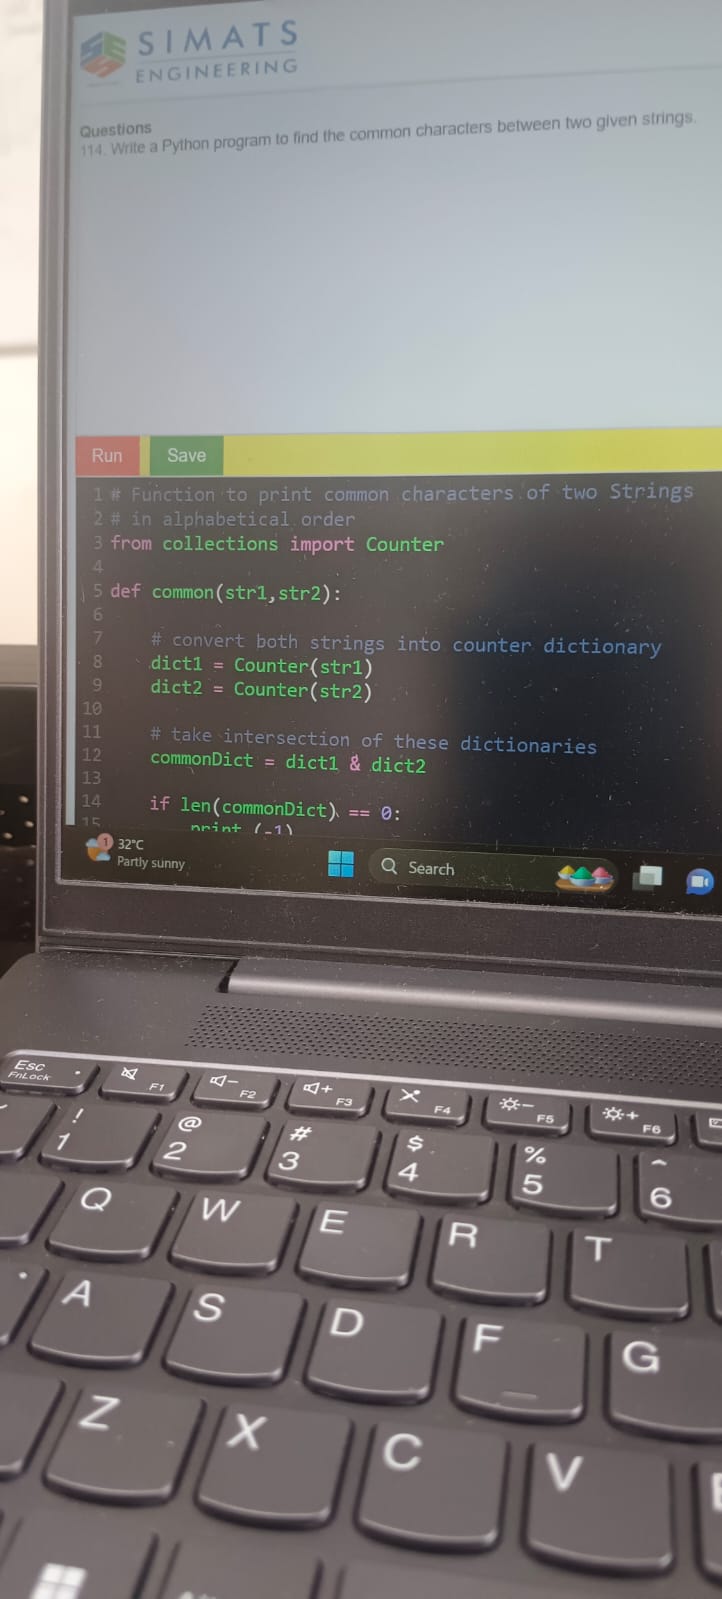 SIMATS
ENGINEERING
Questions
114. Write a Python program to find the common characters between two given strings.
Run Save
1 # Function to print common characters of two Strings
2 # in alphabetical order
3 from collections import Counter
4
5 def common(str1,str2):
6
7 # convert both strings into counter dictionary
8 dict1 = Counter(str1)
9 dict2 = Counter(str2)
10
11 # take intersection of these dictionaries
12 commonDict = dict1 & dict2
13
14 if len(commonDict) == 0:
15 print (-1)
1 32°C
Partly sunny
Search
Esc
FnLock
F1 F2 F3 F4 F5 F6
! @ # $ % ^
1 2 3 4 5 6
Q W E R T
A S D F G
Z X C V